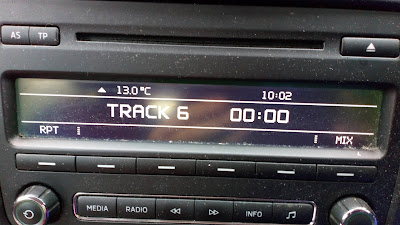 AS TP
13.0°C 10:02
TRACK 6 00:00
RPT MIX
MEDIA RADIO INFO